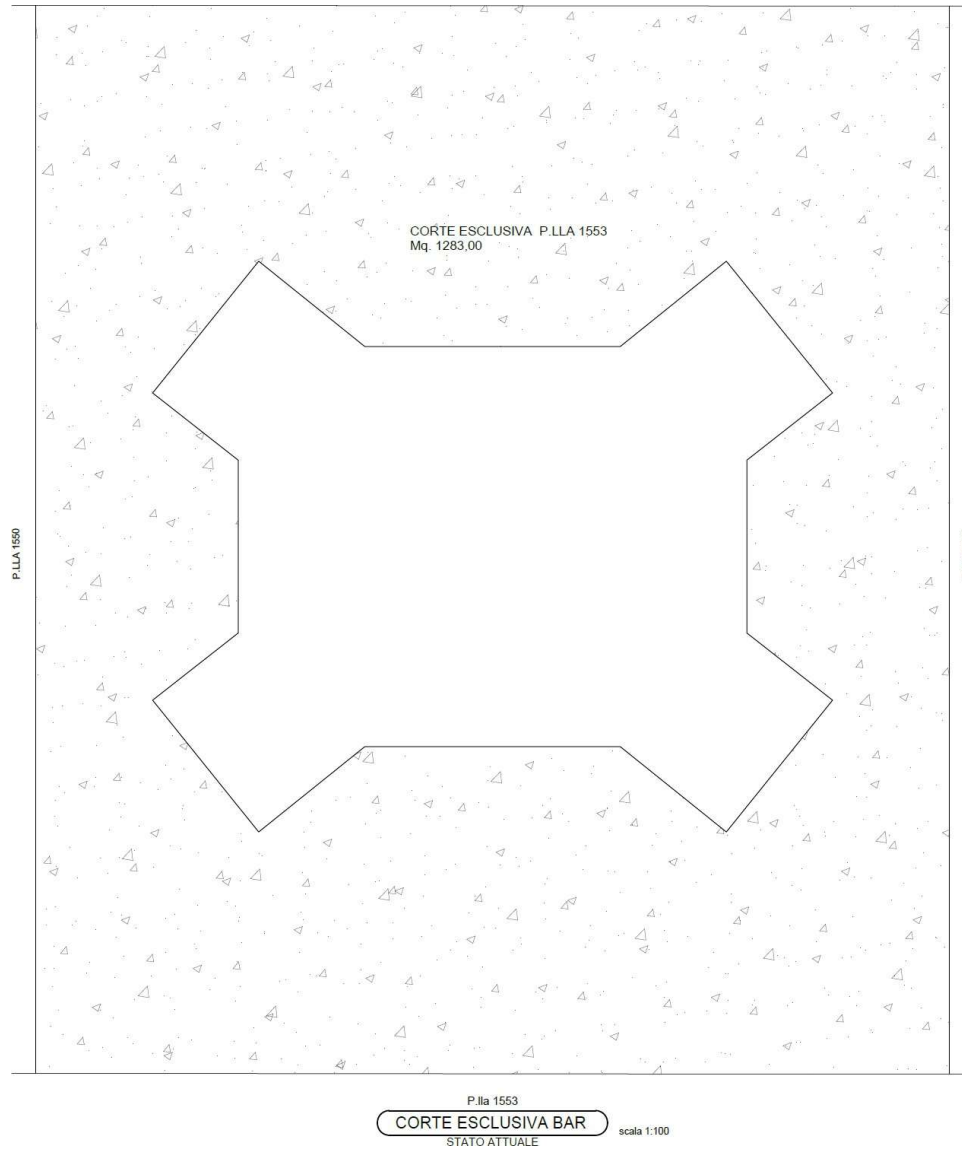 CORTE ESCLUSIVA P.LLA 1553
Mq. 1283,00
P.LLA 1550
P.lla 1553
CORTE ESCLUSIVA BAR
scala 1:100
STATO ATTUALE